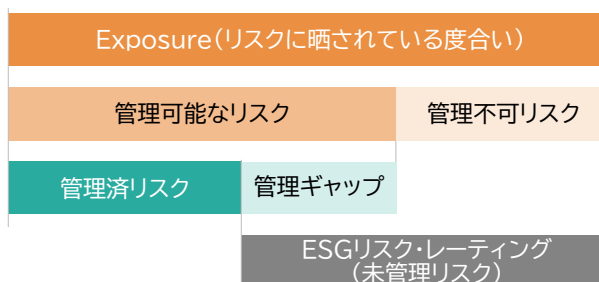 Exposure(リスクに晒されている度合い)
管理可能なリスク
管理不可リスク
管理済リスク
管理ギャップ
ESGリスク・レーティング
(未管理リスク)